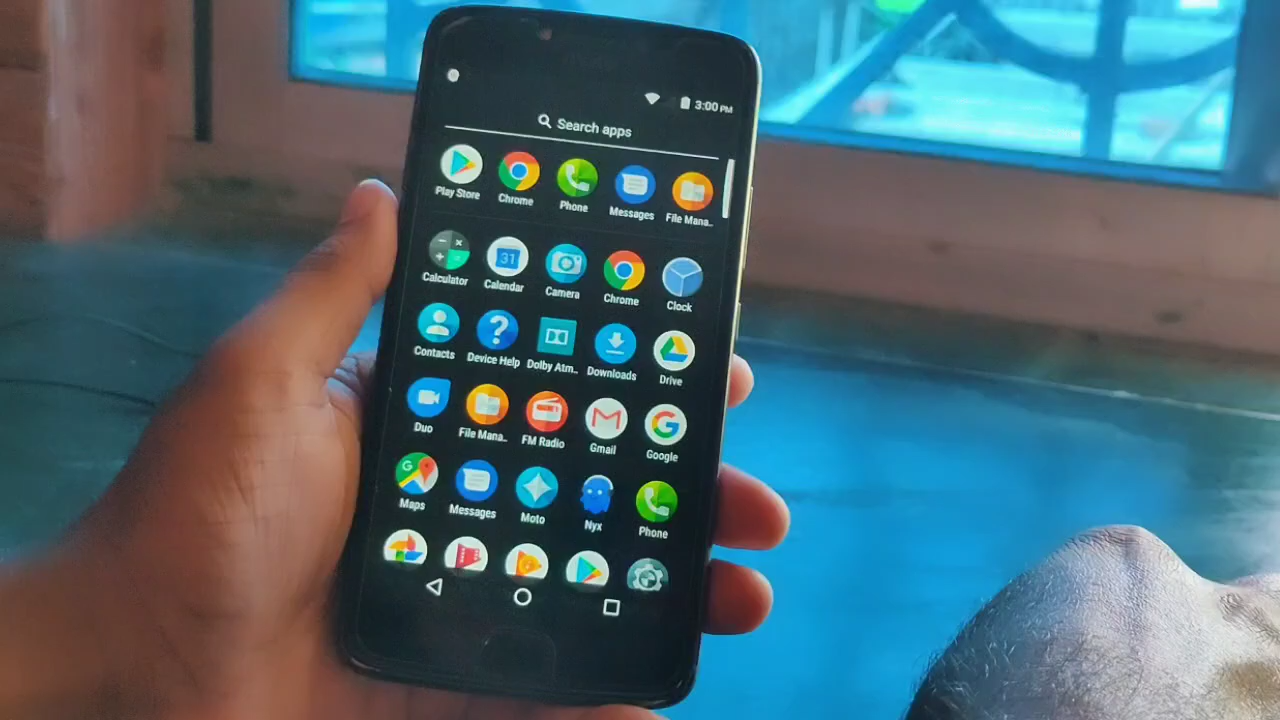 3:00 PM
Search apps
Play Store Chrome Phone Messages File Mana..
Calculator Calendar Camera Chrome Clock
31
Contacts Device Help Dolby Atm.. Downloads Drive
Duo File Mana.. FM Radio Gmail Google
Maps Messages Moto Nyx Phone